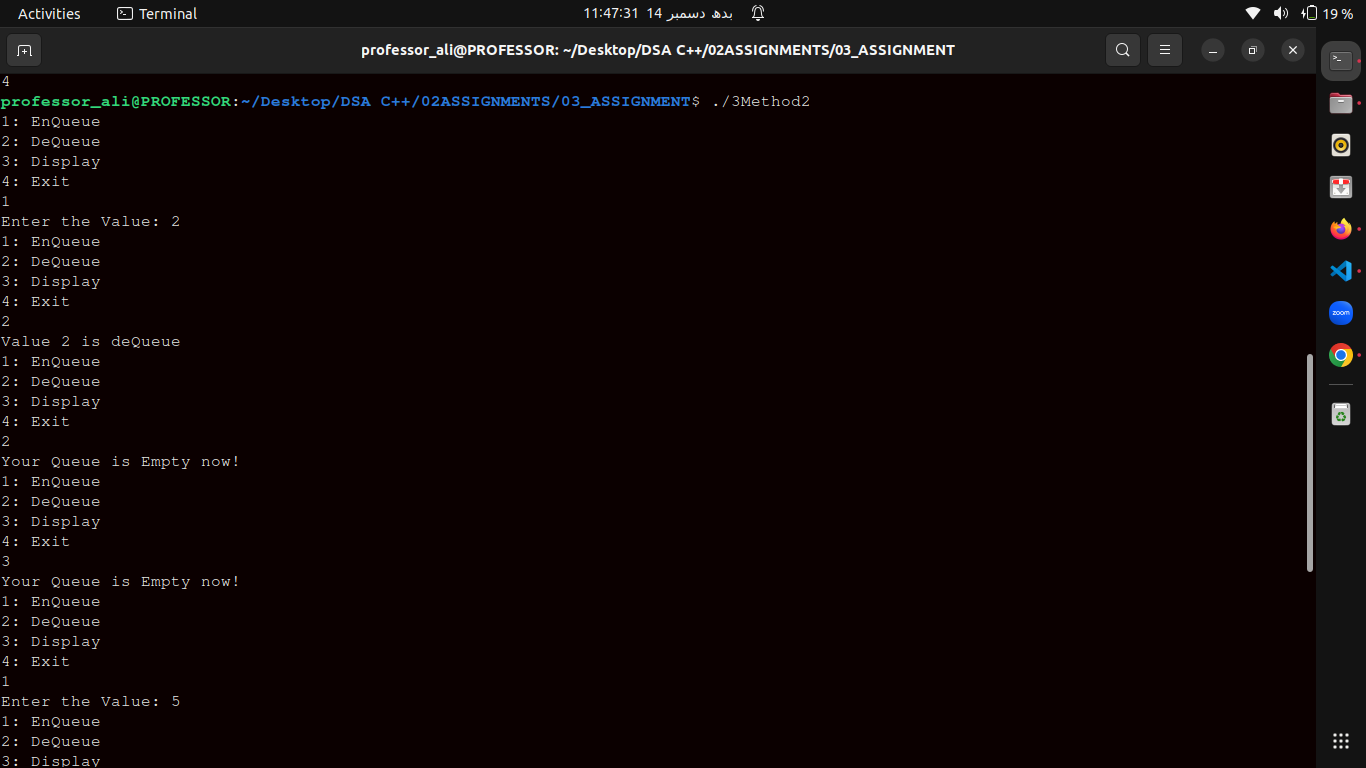 Activities Terminal 11:47:31 14 بدھ دسمبر 19 %
professor_ali@PROFESSOR: ~/Desktop/DSA C++/02ASSIGNMENTS/03_ASSIGNMENT
4
professor_ali@PROFESSOR:~/Desktop/DSA C++/02ASSIGNMENTS/03_ASSIGNMENT$ ./3Method2
1: EnQueue
2: DeQueue
3: Display
4: Exit
1
Enter the Value: 2
1: EnQueue
2: DeQueue
3: Display
4: Exit
2
Value 2 is deQueue
1: EnQueue
2: DeQueue
3: Display
4: Exit
2
Your Queue is Empty now!
1: EnQueue
2: DeQueue
3: Display
4: Exit
3
Your Queue is Empty now!
1: EnQueue
2: DeQueue
3: Display
4: Exit
1
Enter the Value: 5
1: EnQueue
2: DeQueue
3: Display
zoom